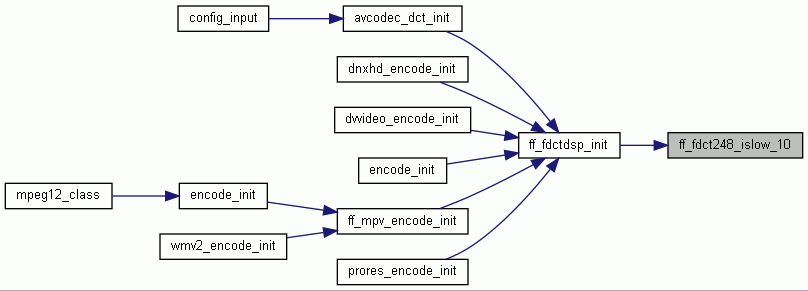 config_input
avcodec_dct_init
dnxhd_encode_init
dvvideo_encode_init
ff_fdctdsp_init
ff_fdct248_islow_10
encode_init
mpeg12_class
encode_init
ff_mpv_encode_init
wmv2_encode_init
prores_encode_init